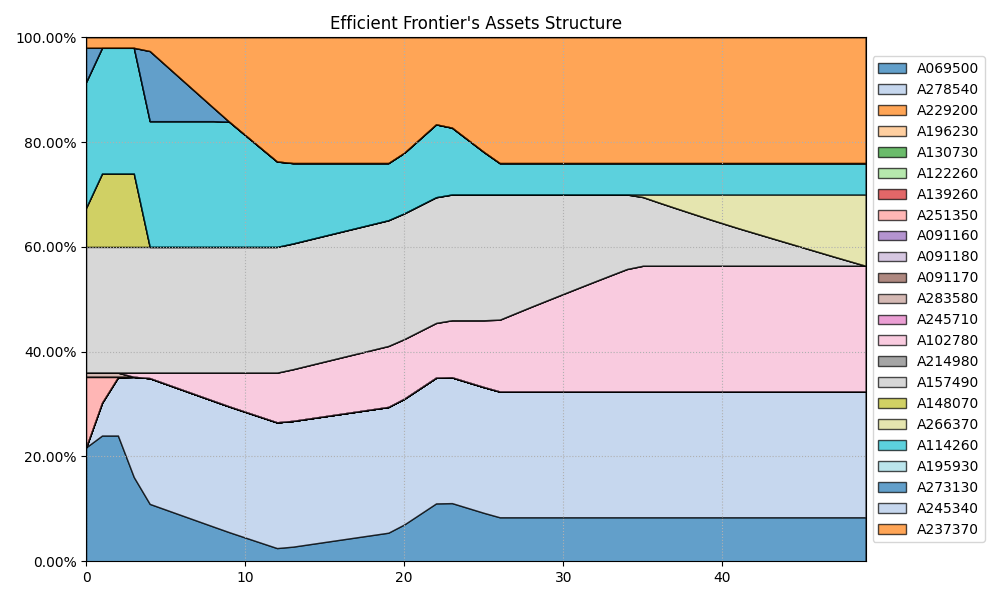 Efficient Frontier's Assets Structure
100.00%
80.00%
60.00%
40.00%
20.00%
0.00%
0
10
20
30
40
A069500
A278540
A229200
A196230
A130730
A122260
A139260
A251350
A091160
A091180
A091170
A283580
A245710
A102780
A214980
A157490
A148070
A266370
A114260
A195930
A273130
A245340
A237370